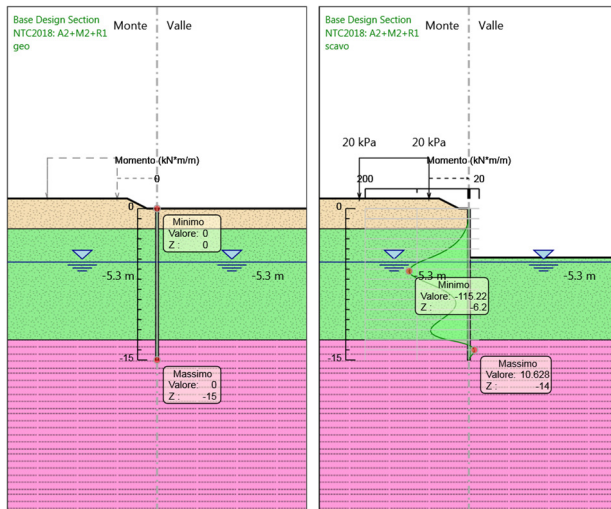 Base Design Section
NTC2018: A2+M2+R1
geo
Monte
Valle
Momento (kN*m/m)
0
0
Minimo
Valore: 0
Z : 0
-5.3 m
-5.3 m
-15
Massimo
Valore: 0
Z : -15
Base Design Section
NTC2018: A2+M2+R1
scavo
Monte
Valle
20 kPa
20 kPa
Momento (kN*m/m)
200
20
0
-5.3 m
-5.3 m
Minimo
Valore: -115.22
Z : -6.2
-15
Massimo
Valore: 10.628
Z : -14